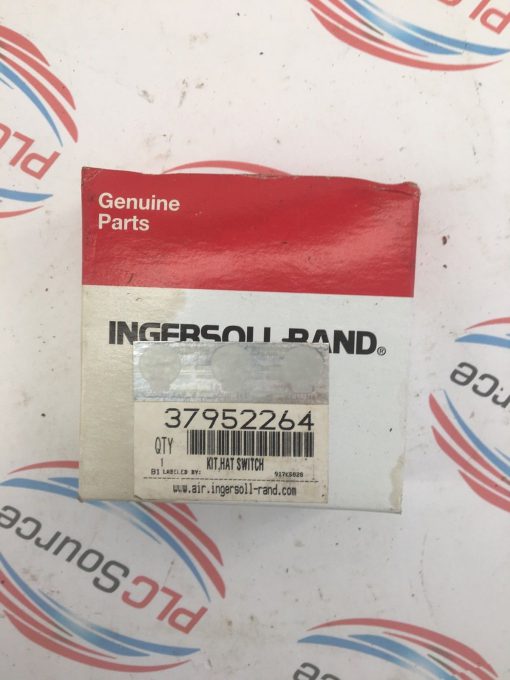 Genuine
Parts
INGERSOLL-RAND®
37952264
QTY
KIT,HAT SWITCH
1
B1 LABELED BY:
www.air.ingersoll-rand.com
PLCSource
PLCSource